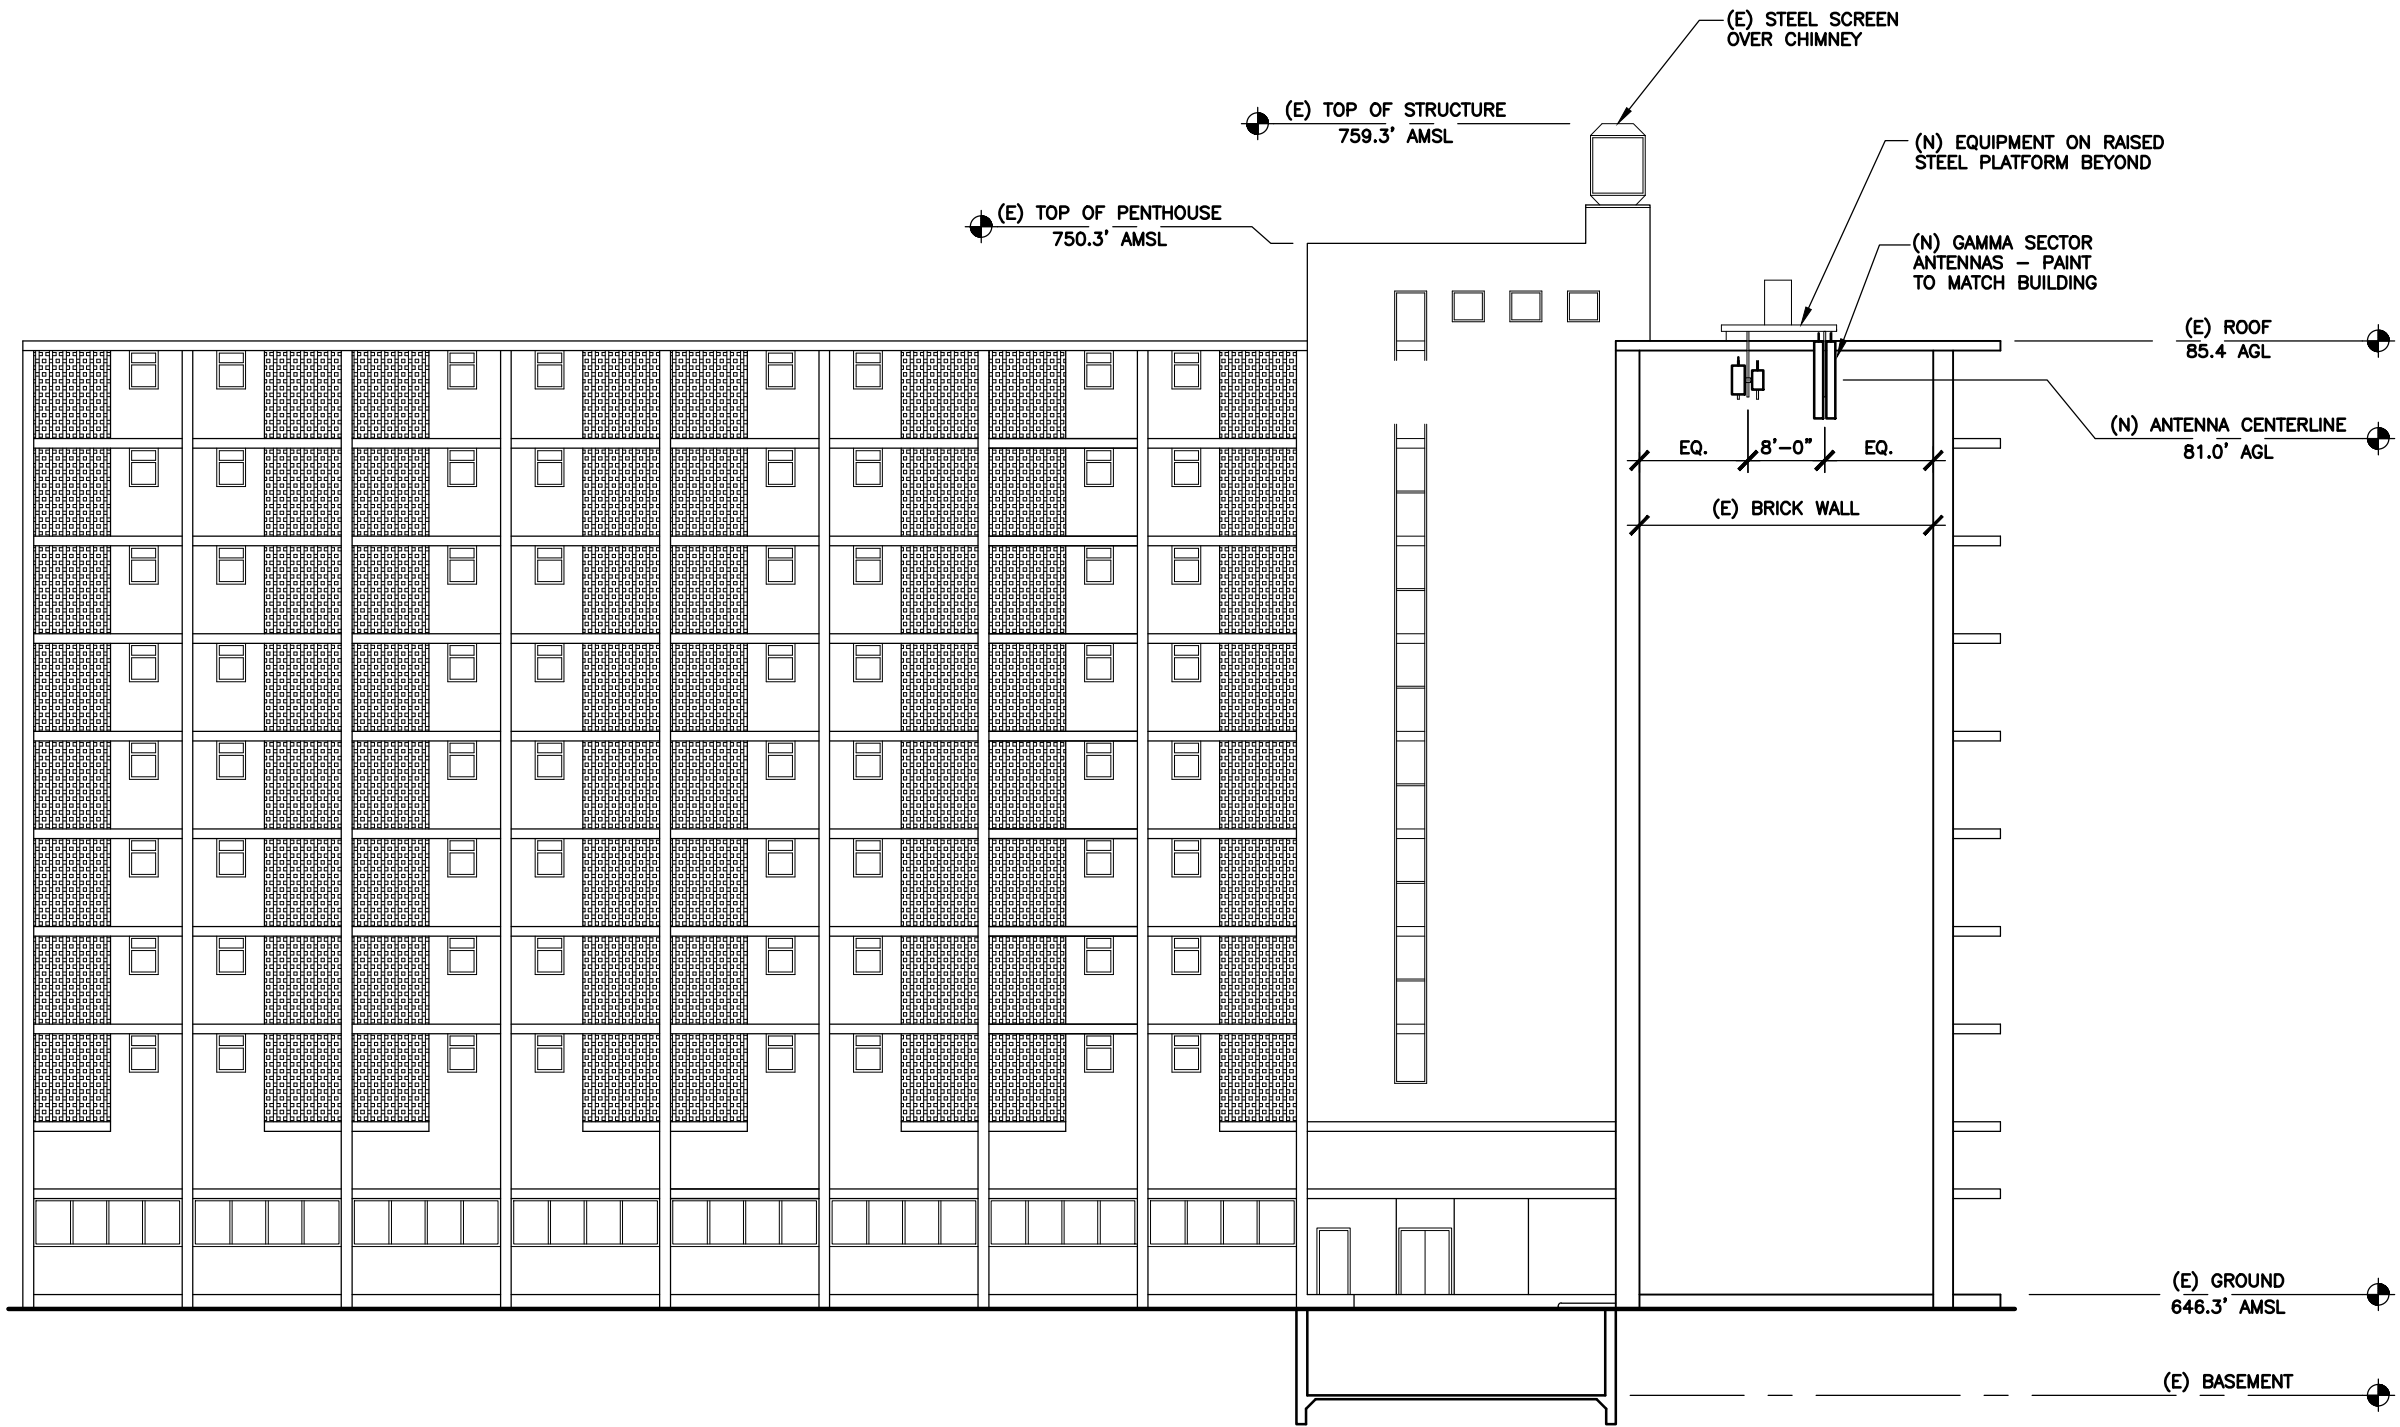 (E) STEEL SCREEN
OVER CHIMNEY
(E) TOP OF STRUCTURE
759.3' AMSL
(N) EQUIPMENT ON RAISED
STEEL PLATFORM BEYOND
(E) TOP OF PENTHOUSE
750.3' AMSL
(N) GAMMA SECTOR
ANTENNAS – PAINT
TO MATCH BUILDING
(E) ROOF
85.4 AGL
(N) ANTENNA CENTERLINE
81.0' AGL
EQ. 8'-0" EQ.
(E) BRICK WALL
(E) GROUND
646.3' AMSL
(E) BASEMENT